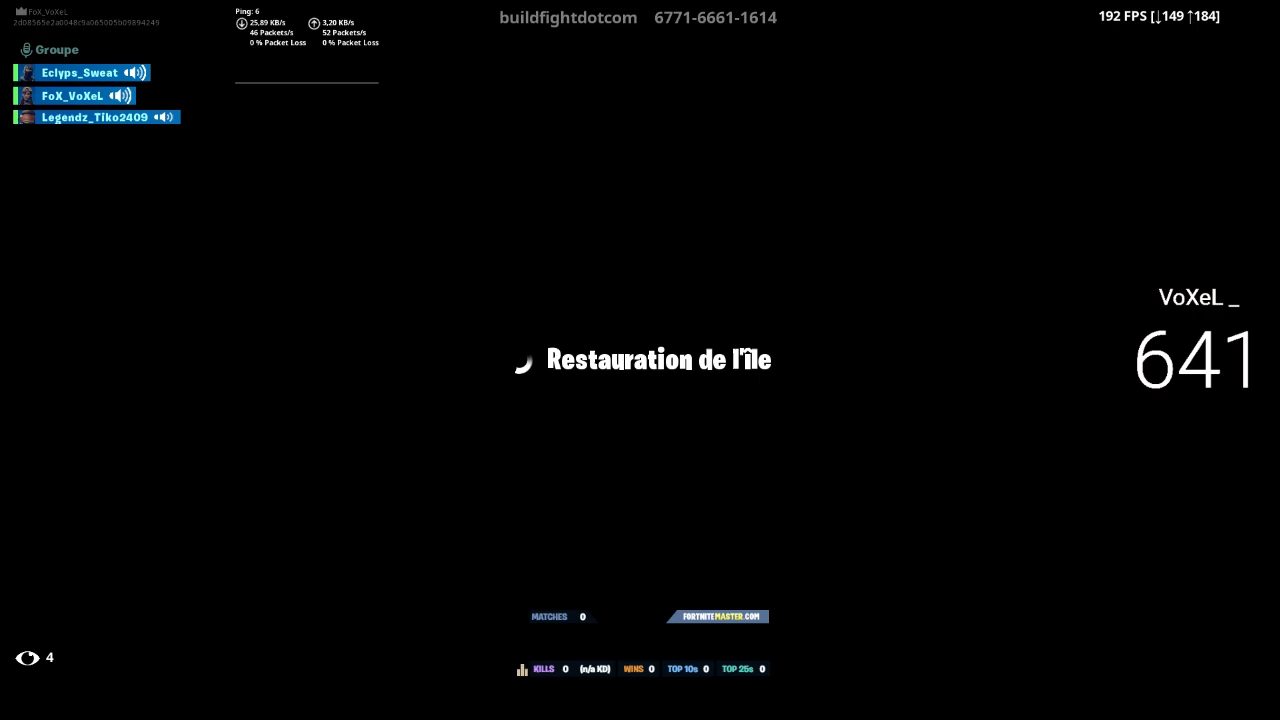 FoX_VoXeL
Ping: 6
25,89 KB/s
3,20 KB/s
46 Packets/s
52 Packets/s
0 % Packet Loss
0 % Packet Loss
buildfightdotcom 6771-6661-1614
192 FPS [↓149 ↑184]
Groupe
Eclyps_Sweat
FoX_VoXeL
Legendz_Tiko2409
VoXeL _
641
Restauration de l'île
MATCHES 0
FORTNITEMASTER.COM
4
KILLS 0 (n/a KD) WINS 0 TOP 10s 0 TOP 25s 0